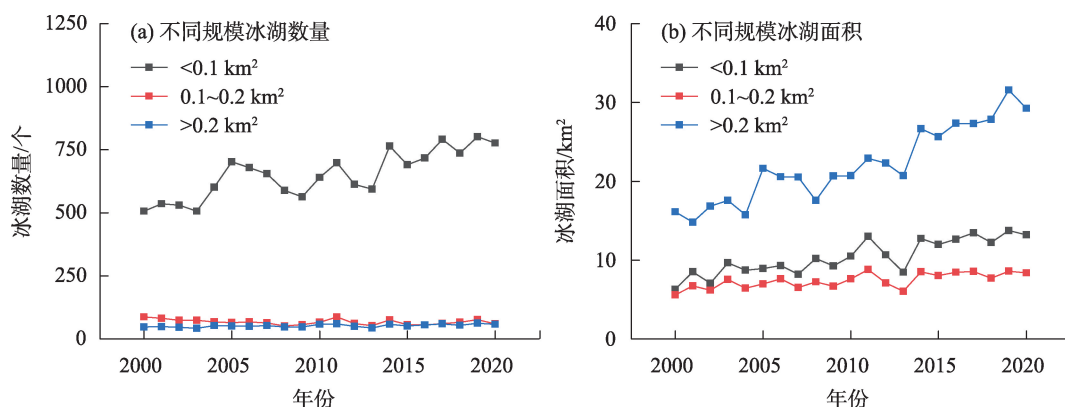 (a) 不同规模冰湖数量
<0.1 km²
0.1~0.2 km²
>0.2 km²
冰湖数量/个
1250
1000
750
500
250
0
2000 2005 2010 2015 2020
年份
(b) 不同规模冰湖面积
<0.1 km²
0.1~0.2 km²
>0.2 km²
冰湖面积/km²
40
30
20
10
0
2000 2005 2010 2015 2020
年份